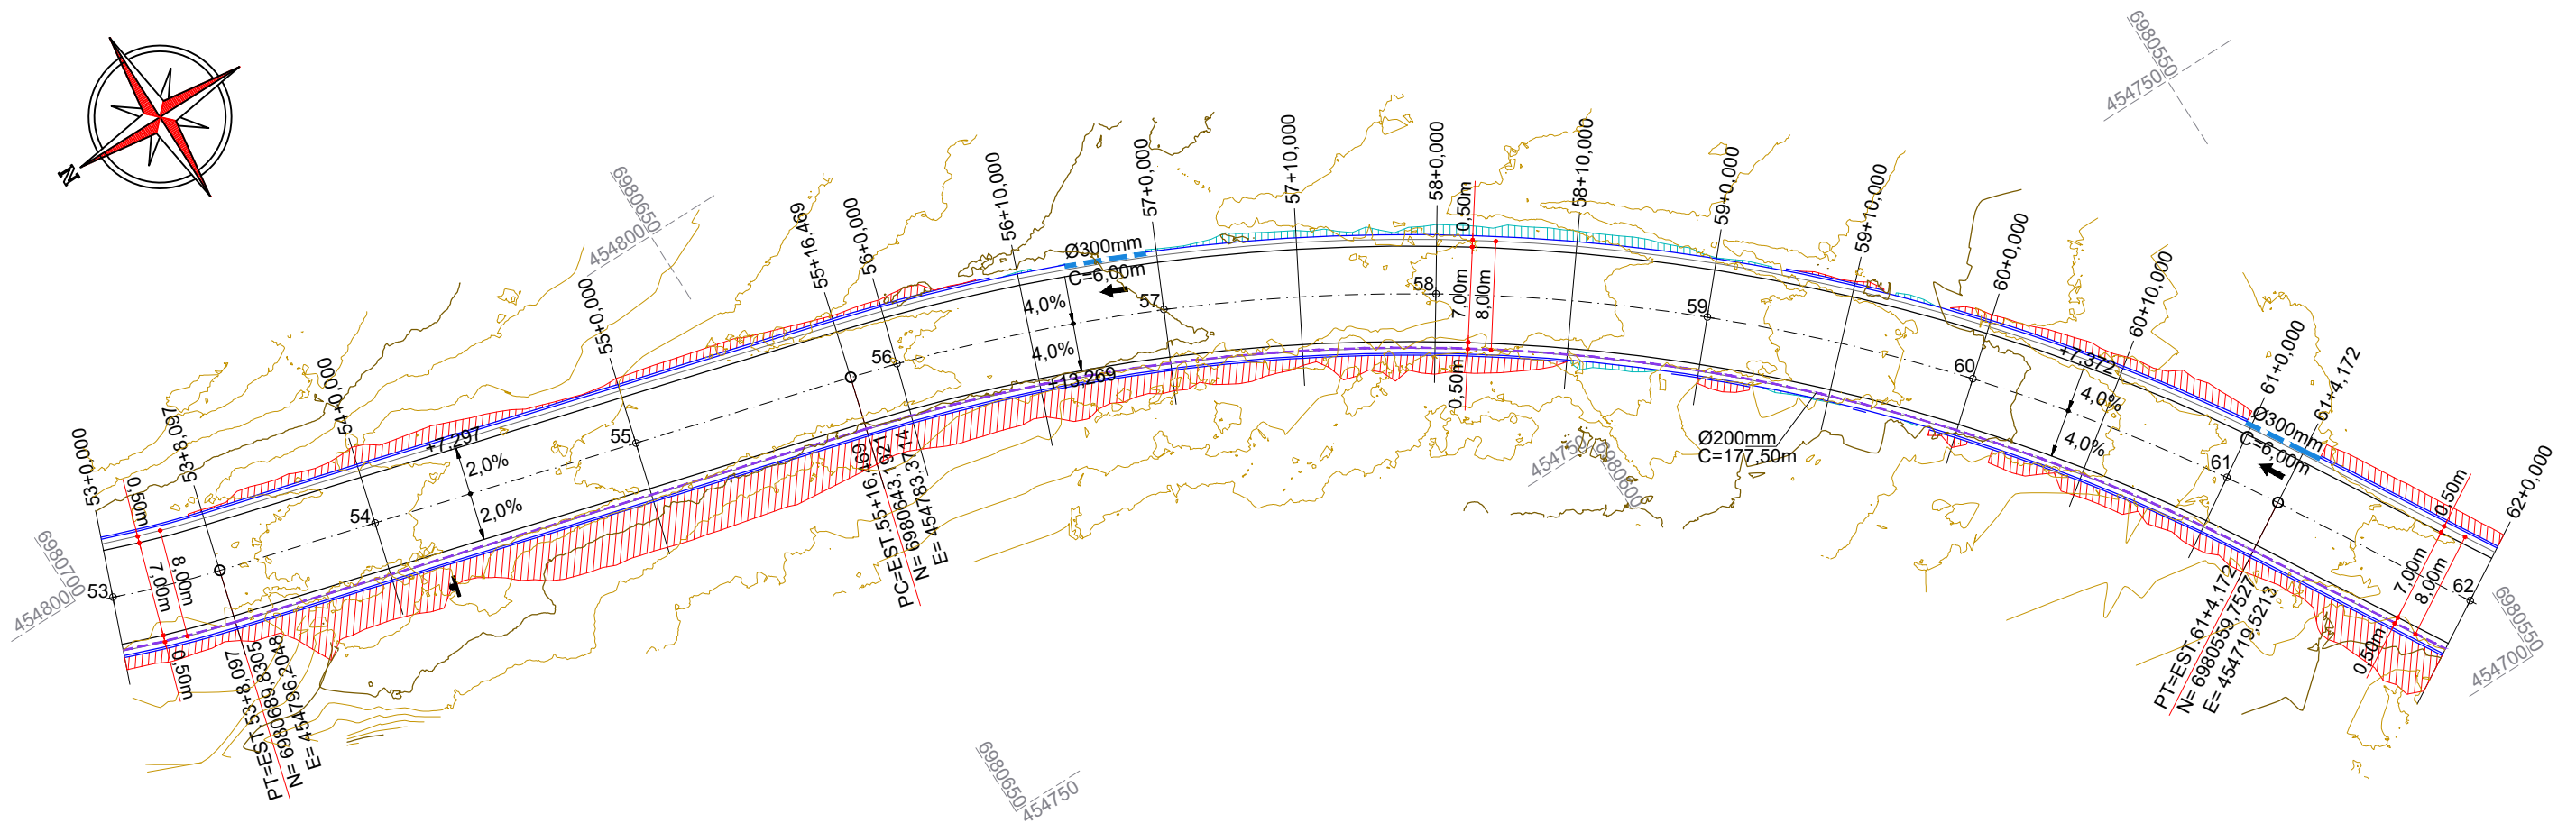 N
6980650
454800
6980550
454750
53+0,000
53+8,097
54+0,000
55+0,000
55+16,469
56+0,000
56+10,000
57+0,000
57+10,000
58+0,000
58+10,000
59+0,000
59+10,000
60+0,000
60+10,000
61+0,000
61+4,172
62+0,000
0,50m
7,00m
8,00m
0,50m
+7,297
2,0%
2,0%
Ø300mm
C=6,00m
4,0%
4,0%
+13,269
0,50m
7,00m
8,00m
0,50m
Ø200mm
C=177,50m
+7,372
4,0%
4,0%
Ø300mm
C=6,00m
0,50m
7,00m
8,00m
0,50m
53
54
55
56
57
58
59
60
61
62
6980700
454800
PT=EST.53+8,097
N= 6980689,8305
E= 454796,2048
PC=EST.55+16,469
N= 6980643,1921
E= 454783,3714
6980650
454750
454750
6980600
PT=EST.61+4,172
N= 6980559,7527
E= 454719,5213
6980550
454700